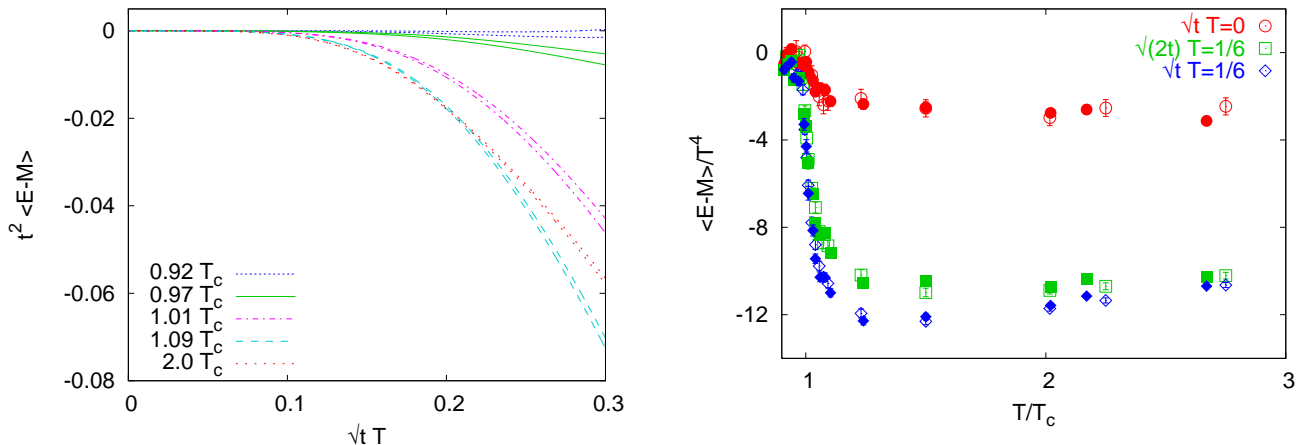 0
-0.02
-0.04
-0.06
-0.08
t² <E-M>
0.92 T_c
0.97 T_c
1.01 T_c
1.09 T_c
2.0 T_c
0 0.1 0.2 0.3
√t T
√t T=0
√(2t) T=1/6
√t T=1/6
0
-4
-8
-12
<E-M>/T⁴
1 2 3
T/T_c